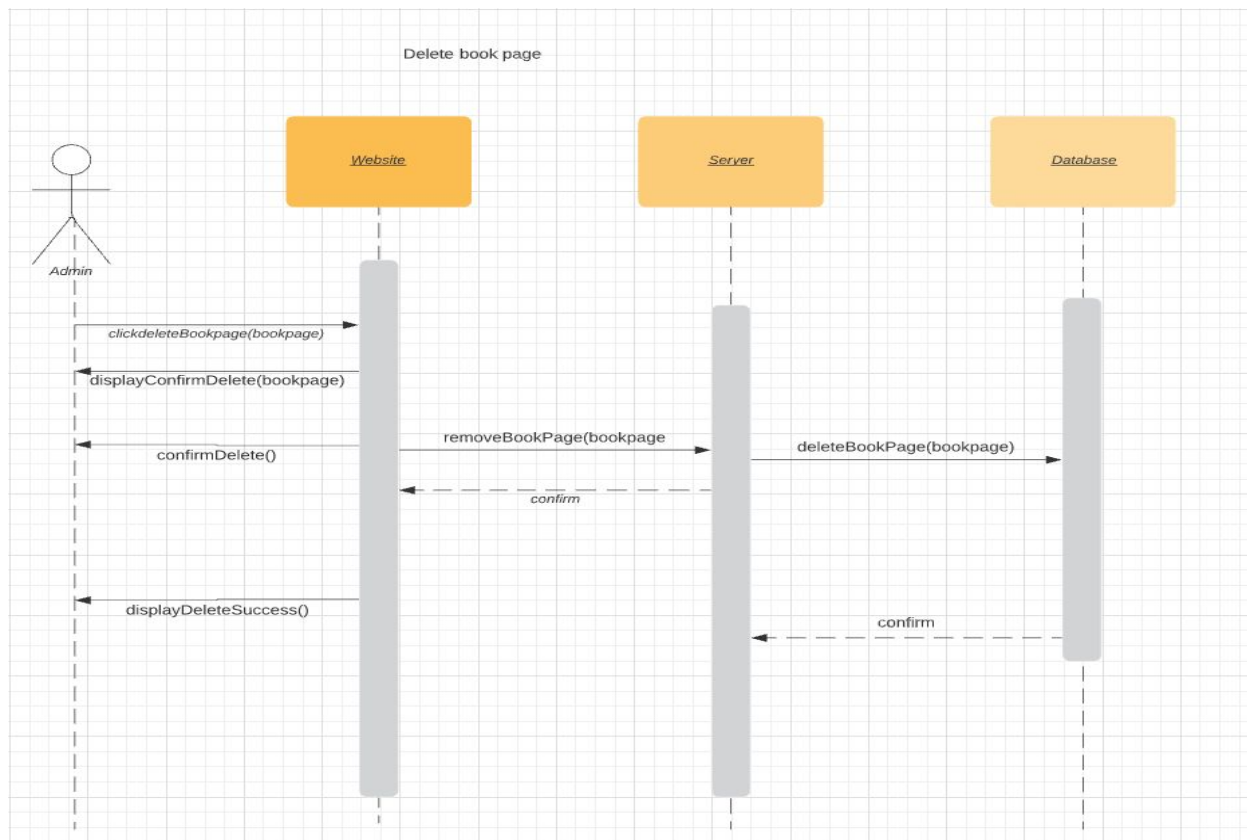 Delete book page
Website
Server
Database
Admin
clickdeleteBookpage(bookpage)
displayConfirmDelete(bookpage)
removeBookPage(bookpage
deleteBookPage(bookpage)
confirmDelete()
confirm
displayDeleteSuccess()
confirm